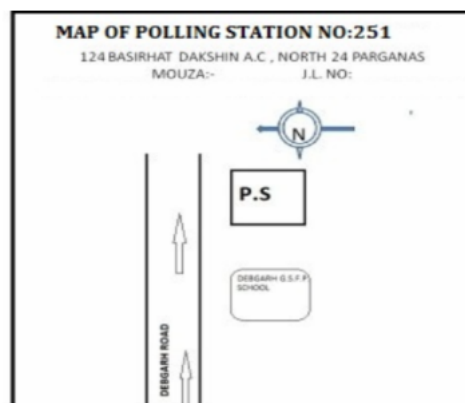 MAP OF POLLING STATION NO:251
124 BASIRHAT DAKSHIN A.C , NORTH 24 PARGANAS
MOUZA:- J.L. NO:
N
P.S
DEBGARH G.S.F.P
SCHOOL
DEBGARH ROAD